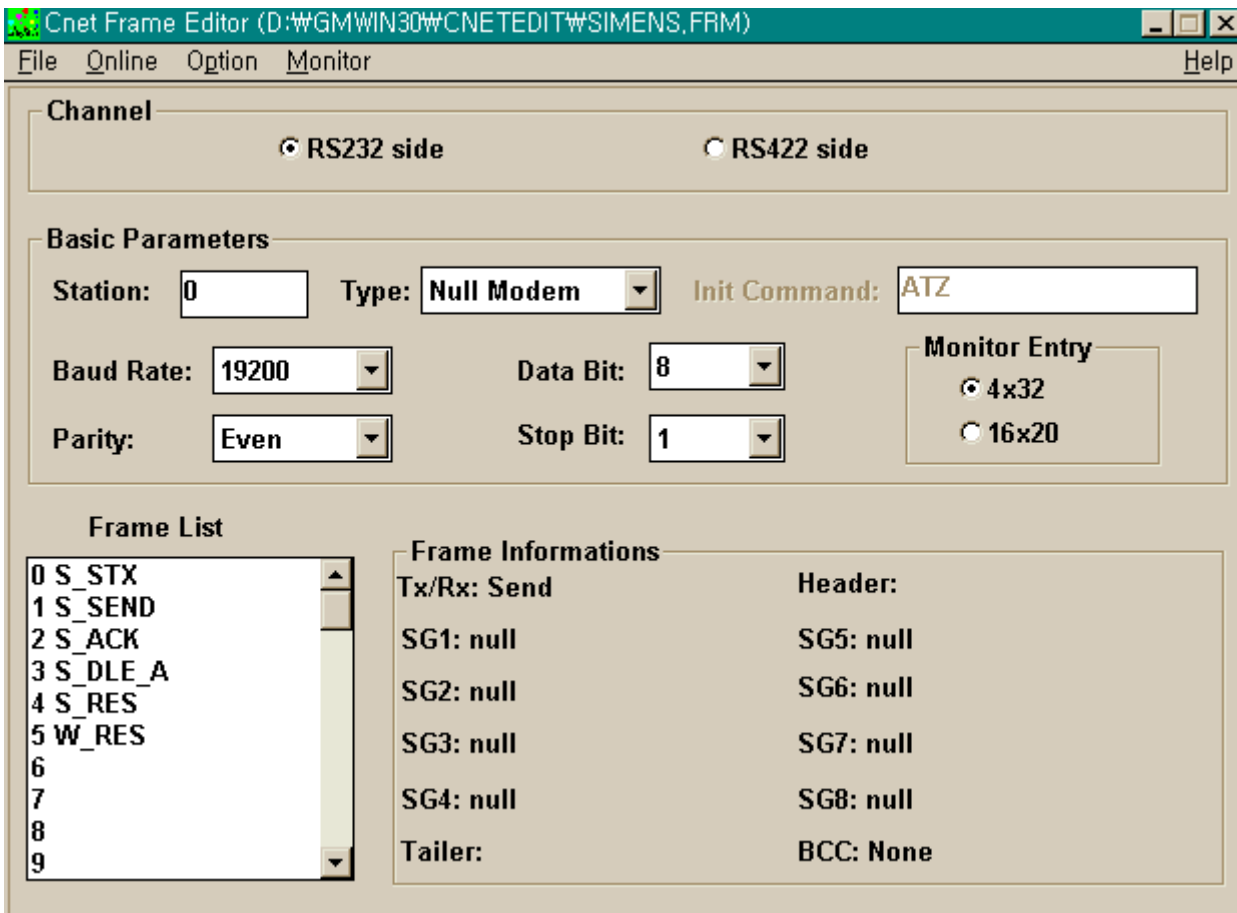 Cnet Frame Editor (D:₩GMWIN30₩CNETEDIT₩SIMENS,FRM)
File Online Option Monitor Help
Channel
RS232 side RS422 side
Basic Parameters
Station: 0 Type: Null Modem Init Command: ATZ
Monitor Entry
Baud Rate: 19200 Data Bit: 8
4x32
Parity: Even Stop Bit: 1
16x20
Frame List
Frame Informations
0 S_STX
1 S_SEND
2 S_ACK
3 S_DLE_A
4 S_RES
5 W_RES
6
7
8
9
Tx/Rx: Send Header:
SG1: null SG5: null
SG2: null SG6: null
SG3: null SG7: null
SG4: null SG8: null
Tailer: BCC: None